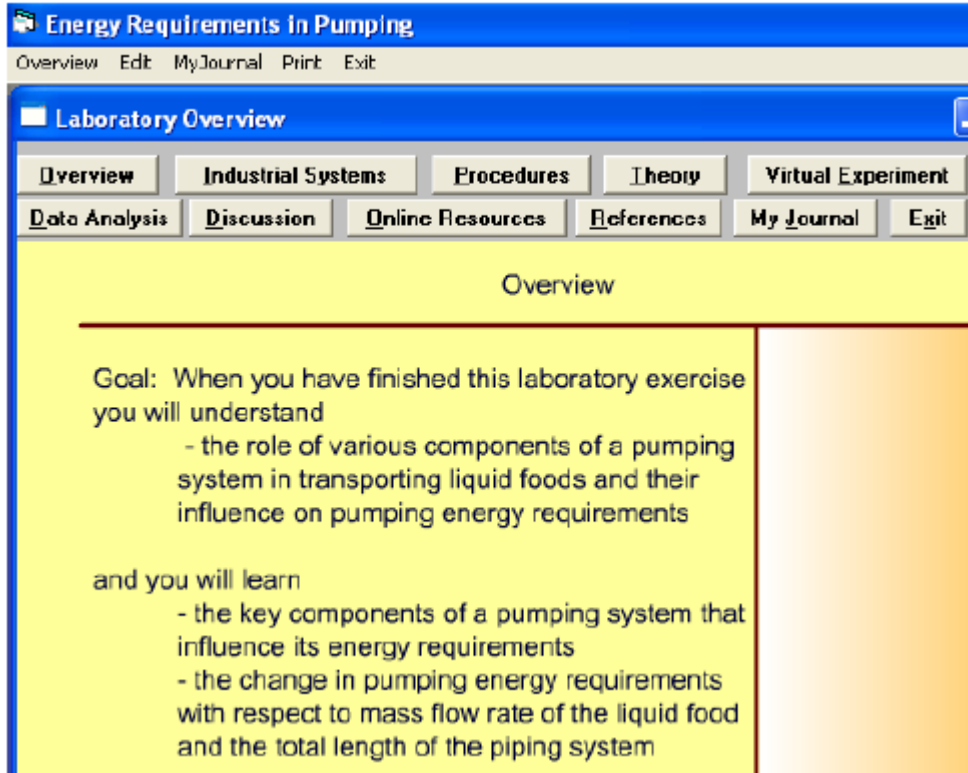 Energy Requirements in Pumping
Overview Edit MyJournal Print Exit
Laboratory Overview
Overview Industrial Systems Procedures Theory Virtual Experiment
Data Analysis Discussion Online Resources References My Journal Exit
Overview
Goal: When you have finished this laboratory exercise
you will understand
- the role of various components of a pumping
system in transporting liquid foods and their
influence on pumping energy requirements
and you will learn
- the key components of a pumping system that
influence its energy requirements
- the change in pumping energy requirements
with respect to mass flow rate of the liquid food
and the total length of the piping system